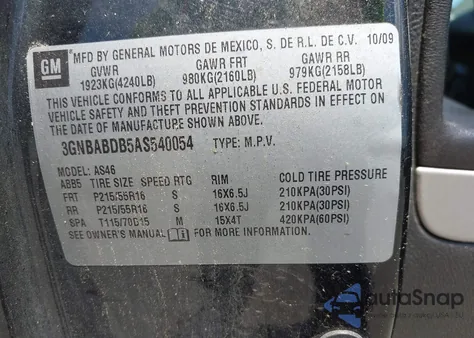 GM
MFD BY GENERAL MOTORS DE MEXICO, S. DE R.L. DE C.V. 10/09
GVWR GAWR FRT GAWR RR
1923KG(4240LB) 980KG(2160LB) 979KG(2158LB)
THIS VEHICLE CONFORMS TO ALL APPLICABLE U.S. FEDERAL MOTOR
VEHICLE SAFETY AND THEFT PREVENTION STANDARDS IN EFFECT
ON THE DATE OF MANUFACTURE SHOWN ABOVE.
3GNBABDB5AS540054 TYPE: M.P.V.
MODEL: AS46
ABB5 TIRE SIZE SPEED RTG RIM COLD TIRE PRESSURE
FRT P215/55R16 S 16X6.5J 210KPA(30PSI)
RR P215/55R16 S 16X6.5J 210KPA(30PSI)
SPA T115/70D15 M 15X4T 420KPA(60PSI)
SEE OWNER'S MANUAL FOR MORE INFORMATION.
autoSnap